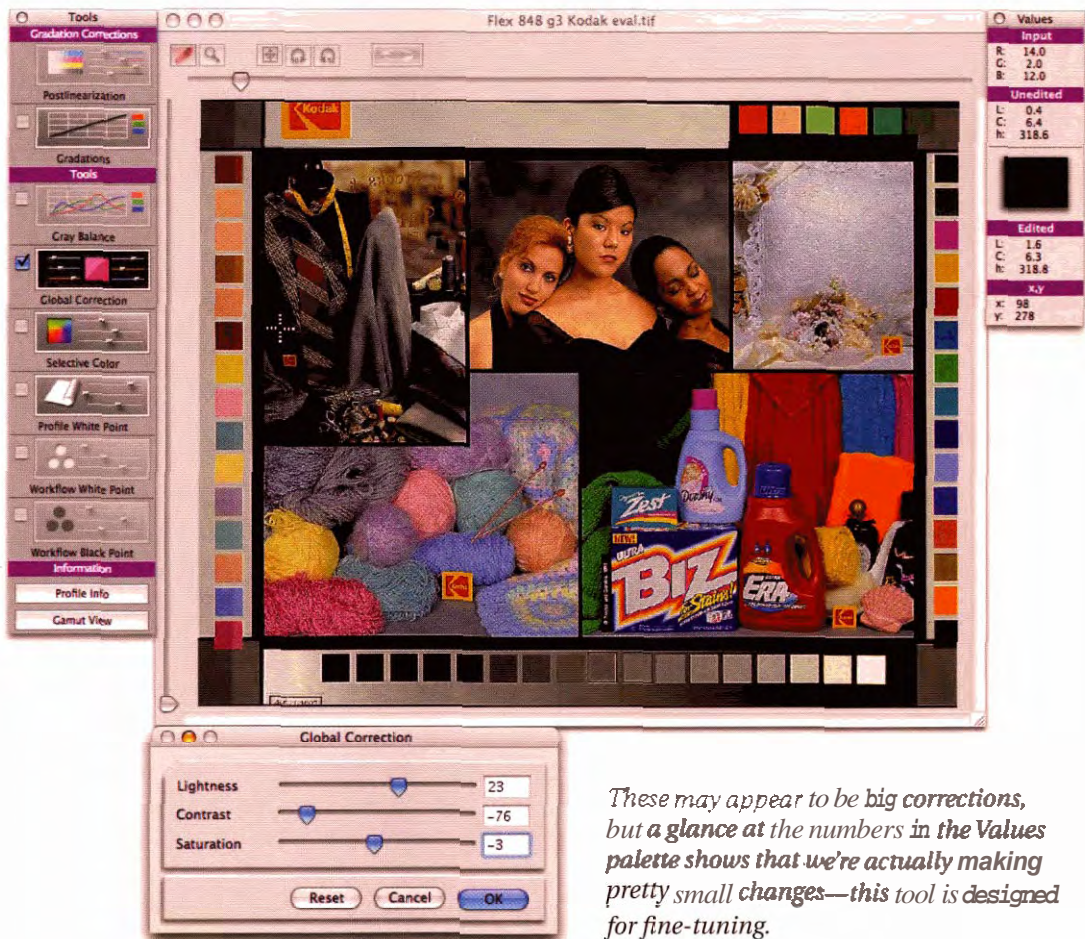 Tools
Gradation Corrections
Postlinearization
Gradations
Tools
Gray Balance
Global Correction
Selective Color
Profile White Point
Workflow White Point
Workflow Black Point
Information
Profile Info
Gamut View
Flex 848 g3 Kodak eval.tif
Kodak
Zest
Downy
NEW!
ULTRA
BIZ
Stains!
ERA
Values
Input
R: 14.0
G: 2.0
B: 12.0
Unedited
L: 0.4
C: 6.4
h: 318.6
Edited
L: 1.6
C: 6.3
h: 318.8
x,y
x: 98
y: 278
Global Correction
Lightness 23
Contrast -76
Saturation -3
Reset Cancel OK
These may appear to be big corrections,
but a glance at the numbers in the Values
palette shows that we're actually making
pretty small changes—this tool is designed
for fine-tuning.